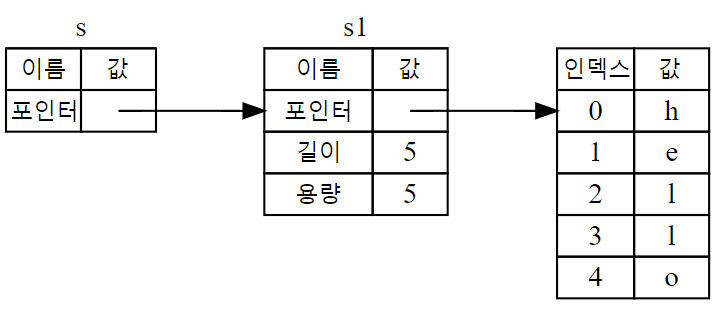 s
이름 값
포인터
s1
이름 값
포인터
길이 5
용량 5
인덱스 값
0 h
1 e
2 l
3 l
4 o